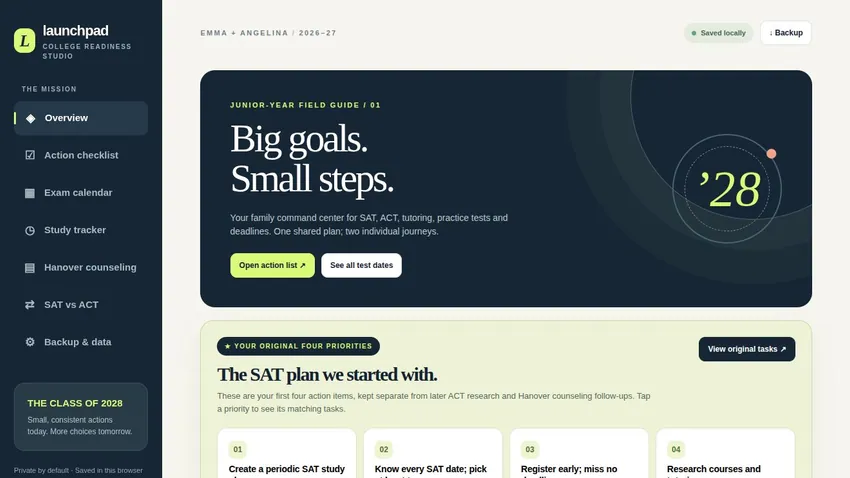 L
launchpad
COLLEGE READINESS
STUDIO
THE MISSION
Overview
Action checklist
Exam calendar
Study tracker
Hanover counseling
SAT vs ACT
Backup & data
THE CLASS OF 2028
Small, consistent actions
today. More choices tomorrow.
Private by default · Saved in this browser
EMMA + ANGELINA / 2026–27
Saved locally
↓ Backup
JUNIOR-YEAR FIELD GUIDE / 01
Big goals.
Small steps.
Your family command center for SAT, ACT, tutoring, practice tests and
deadlines. One shared plan; two individual journeys.
Open action list ↗
See all test dates
’28
★ YOUR ORIGINAL FOUR PRIORITIES
View original tasks ↗
The SAT plan we started with.
These are your first four action items, kept separate from later ACT research and Hanover counseling follow-ups. Tap
a priority to see its matching tasks.
01
Create a periodic SAT study
02
Know every SAT date; pick
03
Register early; miss no
04
Research courses and